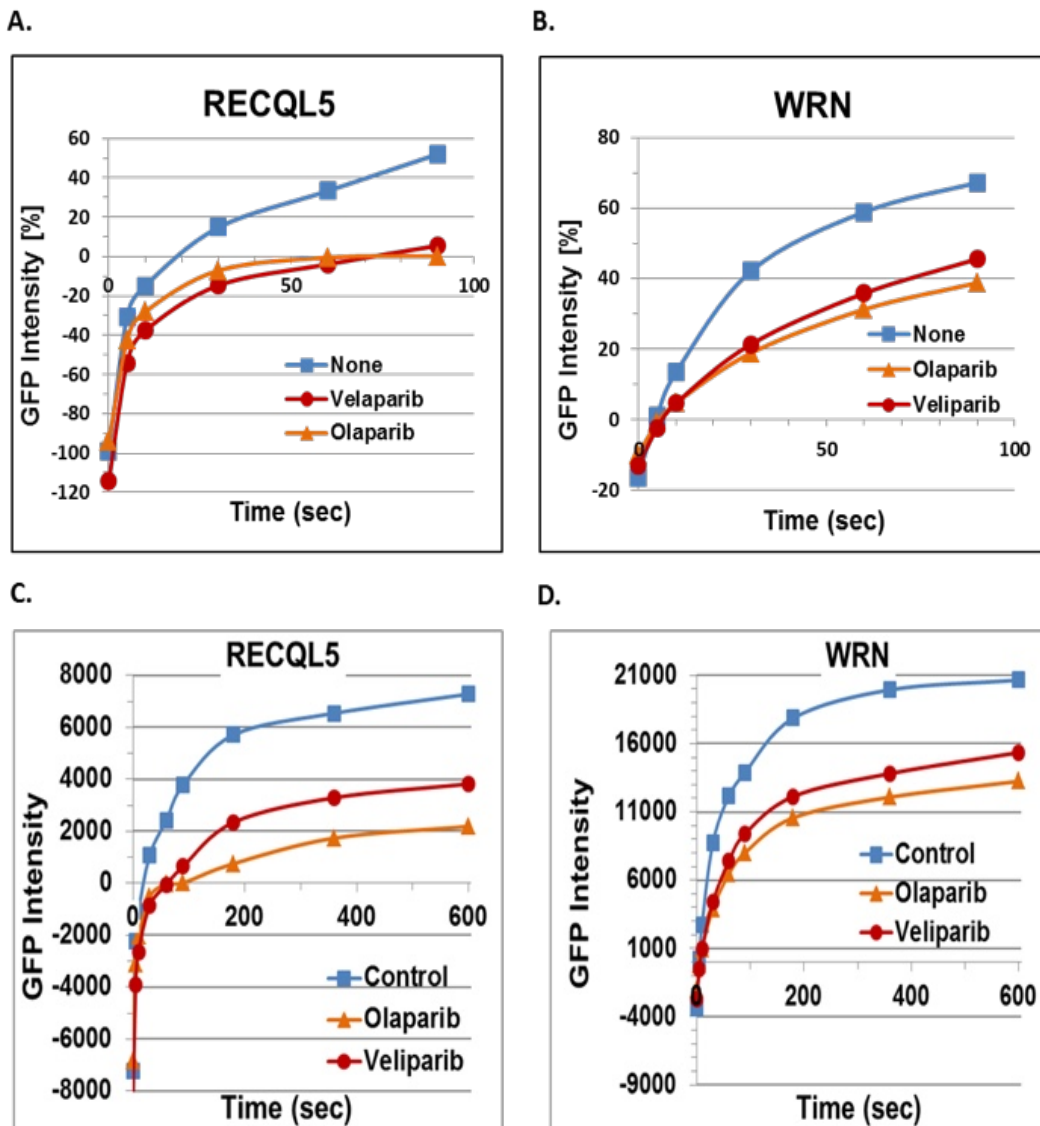 A.
RECQL5
60
40
20
0
-20
-40
-60
-80
-100
-120
50
100
GFP Intensity [%]
None
Velaparib
Olaparib
Time (sec)
B.
WRN
80
60
40
20
0
-20
0
50
100
GFP Intensity [%]
None
Olaparib
Veliparib
Time (sec)
C.
RECQL5
8000
6000
4000
2000
0
-2000
-4000
-6000
-8000
0
200
400
600
GFP Intensity
Control
Olaparib
Veliparib
Time (sec)
D.
WRN
21000
16000
11000
6000
1000
-4000
-9000
0
200
400
600
GFP Intensity
Control
Olaparib
Veliparib
Time (sec)